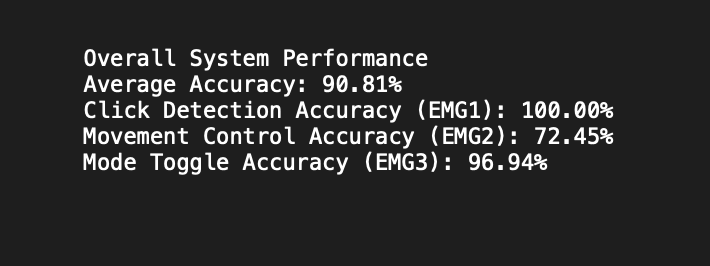 Overall System Performance
Average Accuracy: 90.81%
Click Detection Accuracy (EMG1): 100.00%
Movement Control Accuracy (EMG2): 72.45%
Mode Toggle Accuracy (EMG3): 96.94%